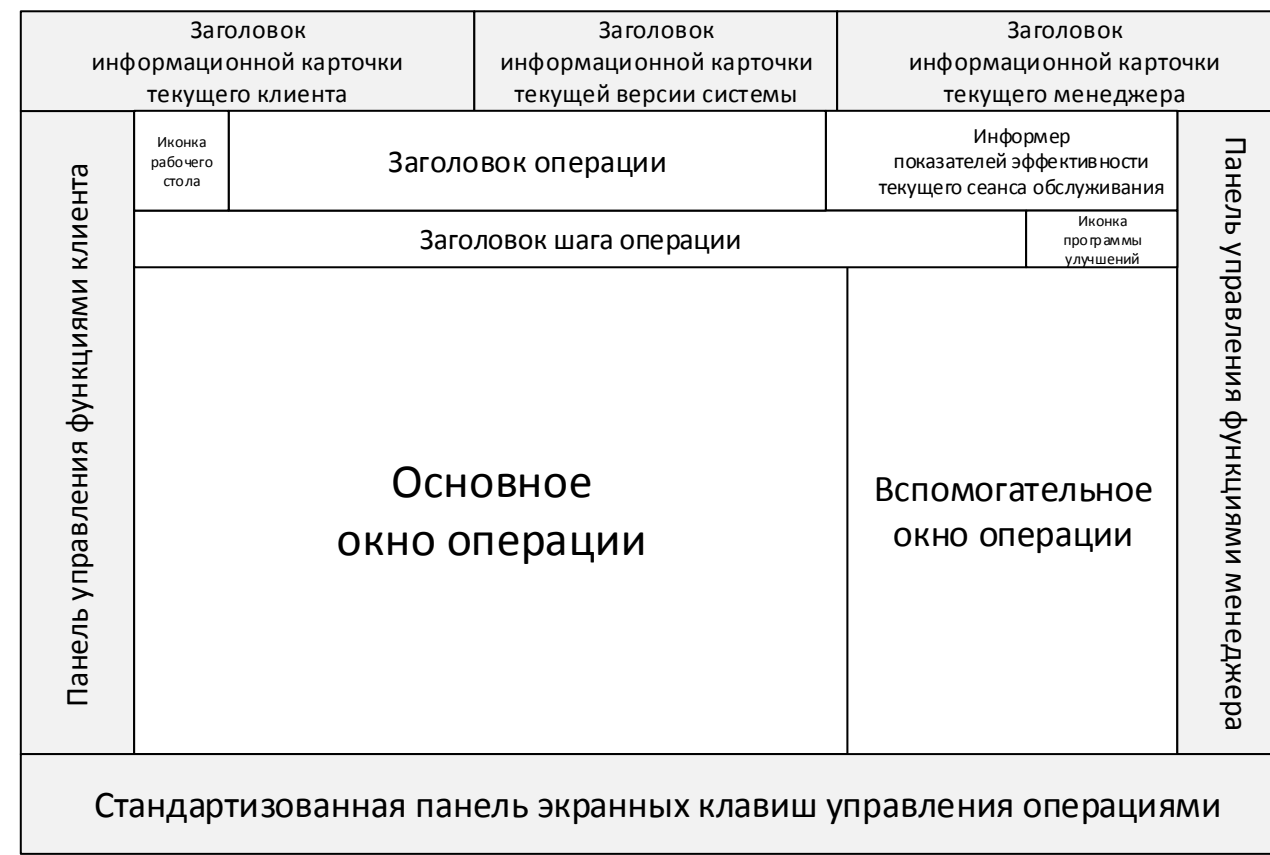 Заголовок
информационной карточки
текущего клиента
Заголовок
информационной карточки
текущей версии системы
Заголовок
информационной карточки
текущего менеджера
Панель управления функциями клиента
Иконка
рабочего
стола
Заголовок операции
Информер
показателей эффективности
текущего сеанса обслуживания
Панель управления функциями менеджера
Заголовок шага операции
Иконка
программы
улучшений
Основное
окно операции
Вспомогательное
окно операции
Стандартизованная панель экранных клавиш управления операциями